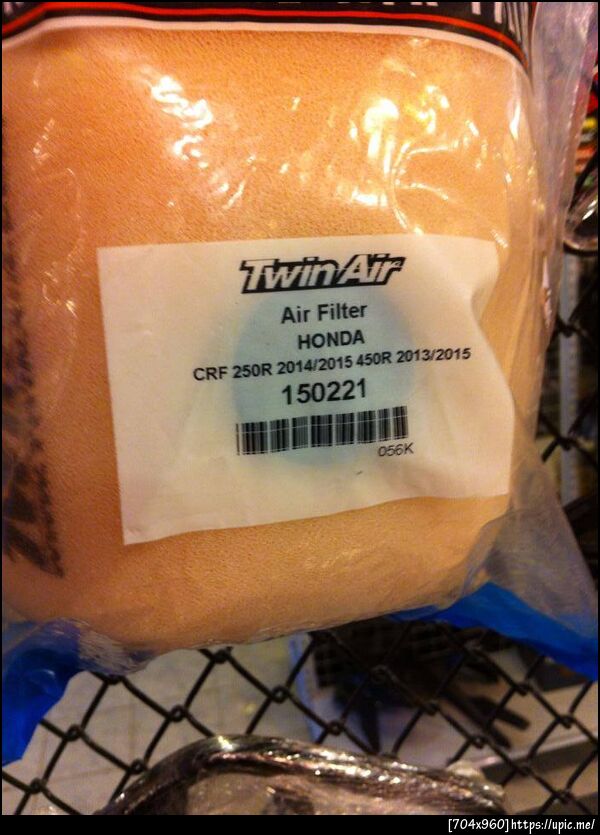 Twin Air
Air Filter
HONDA
CRF 250R 2014/2015 450R 2013/2015
150221
056K
[704x960]https://upic.me/